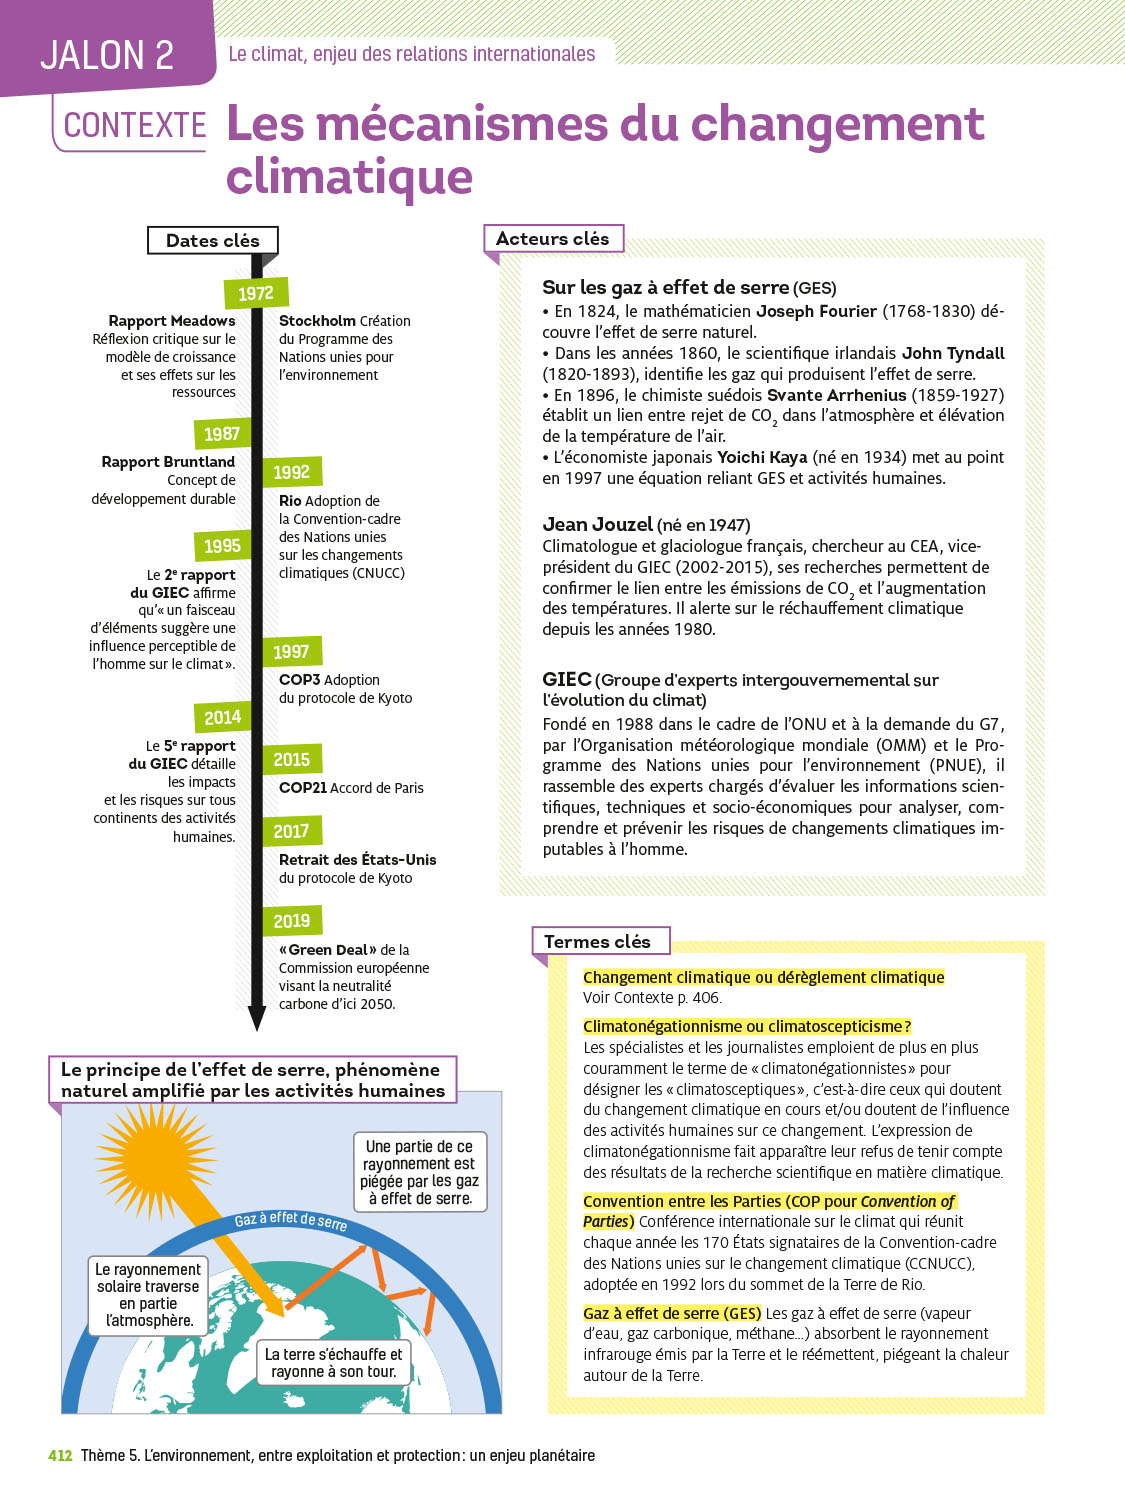 JALON 2
Le climat, enjeu des relations internationales
CONTEXTE
Les mécanismes du changement
climatique
Dates clés
1972
Rapport Meadows
Réflexion critique sur le
modèle de croissance
et ses effets sur les
ressources
Stockholm Création
du Programme des
Nations unies pour
l'environnement
1987
Rapport Bruntland
Concept de
développement durable
1992
Rio Adoption de
la Convention-cadre
des Nations unies
sur les changements
climatiques (CNUCC)
1995
Le 2e rapport
du GIEC affirme
qu'« un faisceau
d'éléments suggère une
influence perceptible de
l'homme sur le climat ».
1997
COP3 Adoption
du protocole de Kyoto
2014
Le 5e rapport
du GIEC détaille
les impacts
et les risques sur tous
continents des activités
humaines.
2015
COP21 Accord de Paris
2017
Retrait des États-Unis
du protocole de Kyoto
2019
« Green Deal » de la
Commission européenne
visant la neutralité
carbone d'ici 2050.
Acteurs clés
Sur les gaz à effet de serre (GES)
• En 1824, le mathématicien Joseph Fourier (1768-1830) dé-
couvre l'effet de serre naturel.
• Dans les années 1860, le scientifique irlandais John Tyndall
(1820-1893), identifie les gaz qui produisent l'effet de serre.
• En 1896, le chimiste suédois Svante Arrhenius (1859-1927)
établit un lien entre rejet de CO2 dans l'atmosphère et élévation
de la température de l'air.
• L'économiste japonais Yoichi Kaya (né en 1934) met au point
en 1997 une équation reliant GES et activités humaines.
Jean Jouzel (né en 1947)
Climatologue et glaciologue français, chercheur au CEA, vice-
président du GIEC (2002-2015), ses recherches permettent de
confirmer le lien entre les émissions de CO2 et l'augmentation
des températures. Il alerte sur le réchauffement climatique
depuis les années 1980.
GIEC (Groupe d'experts intergouvernemental sur
l'évolution du climat)
Fondé en 1988 dans le cadre de l'ONU et à la demande du G7,
par l'Organisation météorologique mondiale (OMM) et le Pro-
gramme des Nations unies pour l'environnement (PNUE), il
rassemble des experts chargés d'évaluer les informations scien-
tifiques, techniques et socio-économiques pour analyser, com-
prendre et prévenir les risques de changements climatiques im-
putables à l'homme.
Termes clés
Changement climatique ou dérèglement climatique
Voir Contexte p. 406.
Climatonégationnisme ou climatoscepticisme ?
Les spécialistes et les journalistes emploient de plus en plus
couramment le terme de « climatonégationnistes » pour
désigner les « climatosceptiques », c'est-à-dire ceux qui doutent
du changement climatique en cours et/ou doutent de l'influence
des activités humaines sur ce changement. L'expression de
climatonégationnisme fait apparaître leur refus de tenir compte
des résultats de la recherche scientifique en matière climatique.
Convention entre les Parties (COP pour Convention of
Parties) Conférence internationale sur le climat qui réunit
chaque année les 170 États signataires de la Convention-cadre
des Nations unies sur le changement climatique (CCNUCC),
adoptée en 1992 lors du sommet de la Terre de Rio.
Gaz à effet de serre (GES) Les gaz à effet de serre (vapeur
d'eau, gaz carbonique, méthane…) absorbent le rayonnement
infrarouge émis par la Terre et le réémettent, piégeant la chaleur
autour de la Terre.
Le principe de l'effet de serre, phénomène
naturel amplifié par les activités humaines
Une partie de ce
rayonnement est
piégée par les gaz
à effet de serre.
Gaz à effet de serre
Le rayonnement
solaire traverse
en partie
l'atmosphère.
La terre s'échauffe et
rayonne à son tour.
412 Thème 5. L'environnement, entre exploitation et protection : un enjeu planétaire